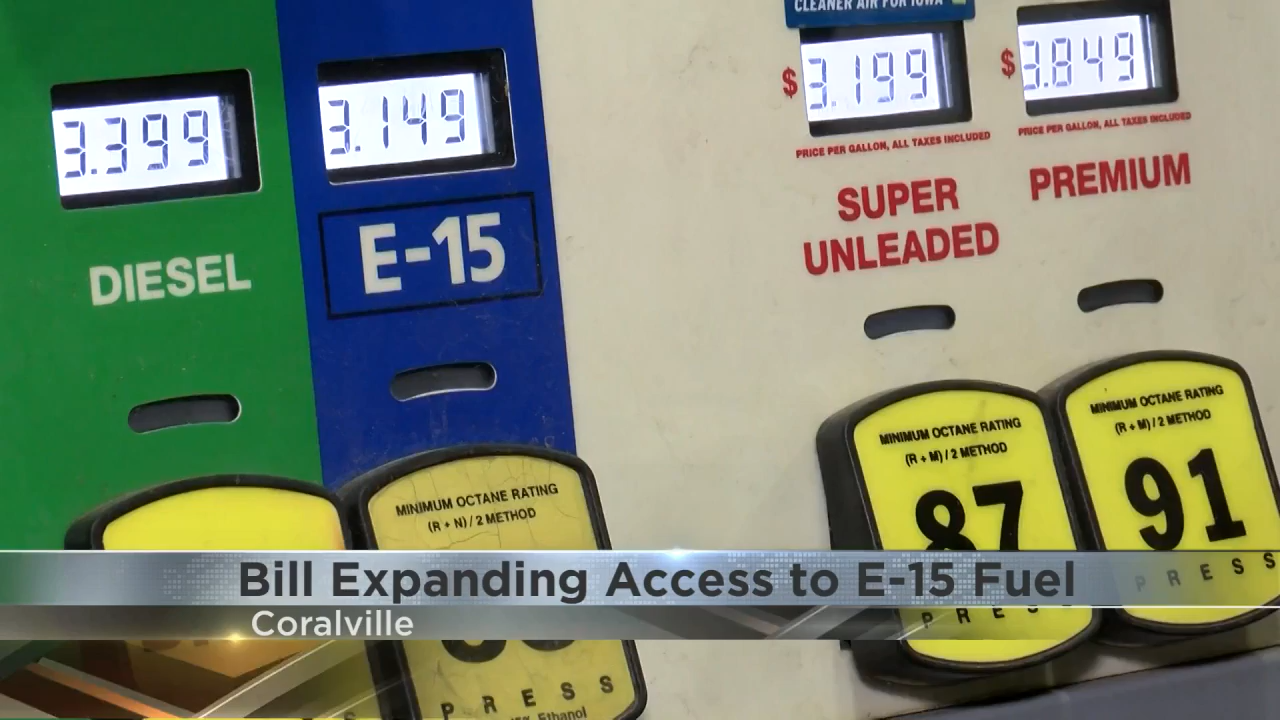 CLEANER AIR FOR IOWA
3.399
3.149
$ 3.199
$ 3.849
PRICE PER GALLON, ALL TAXES INCLUDED
PRICE PER GALLON, ALL TAXES INCLUDED
DIESEL
E-15
SUPER
UNLEADED
PREMIUM
MINIMUM OCTANE RATING
(R + N) / 2 METHOD
MINIMUM OCTANE RATING
(R + M) / 2 METHOD
87
MINIMUM OCTANE RATING
(R + M) / 2 METHOD
91
PRESS
Bill Expanding Access to E-15 Fuel
Coralville
PRES
PRESS
Ethanol